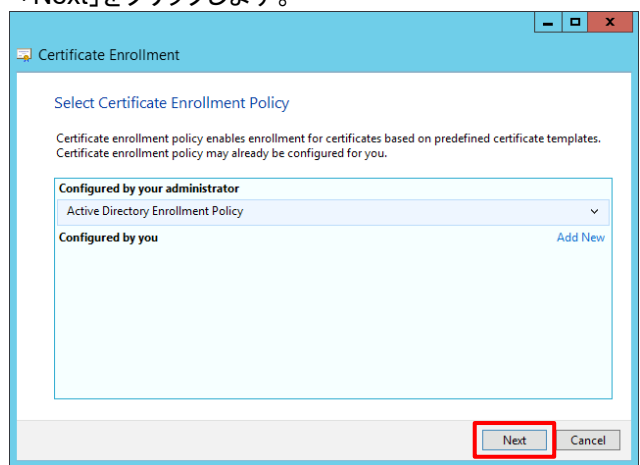 「Next」をクリックします。
Certificate Enrollment
Select Certificate Enrollment Policy
Certificate enrollment policy enables enrollment for certificates based on predefined certificate templates.
Certificate enrollment policy may already be configured for you.
Configured by your administrator
Active Directory Enrollment Policy
Configured by you
Add New
Next
Cancel